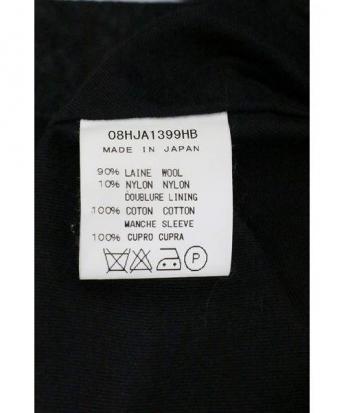 08HJA1399HB
MADE IN JAPAN
90% LAINE WOOL
10% NYLON NYLON
DOUBLURE LINING
100% COTON COTTON
MANCHE SLEEVE
100% CUPRO CUPRA
P